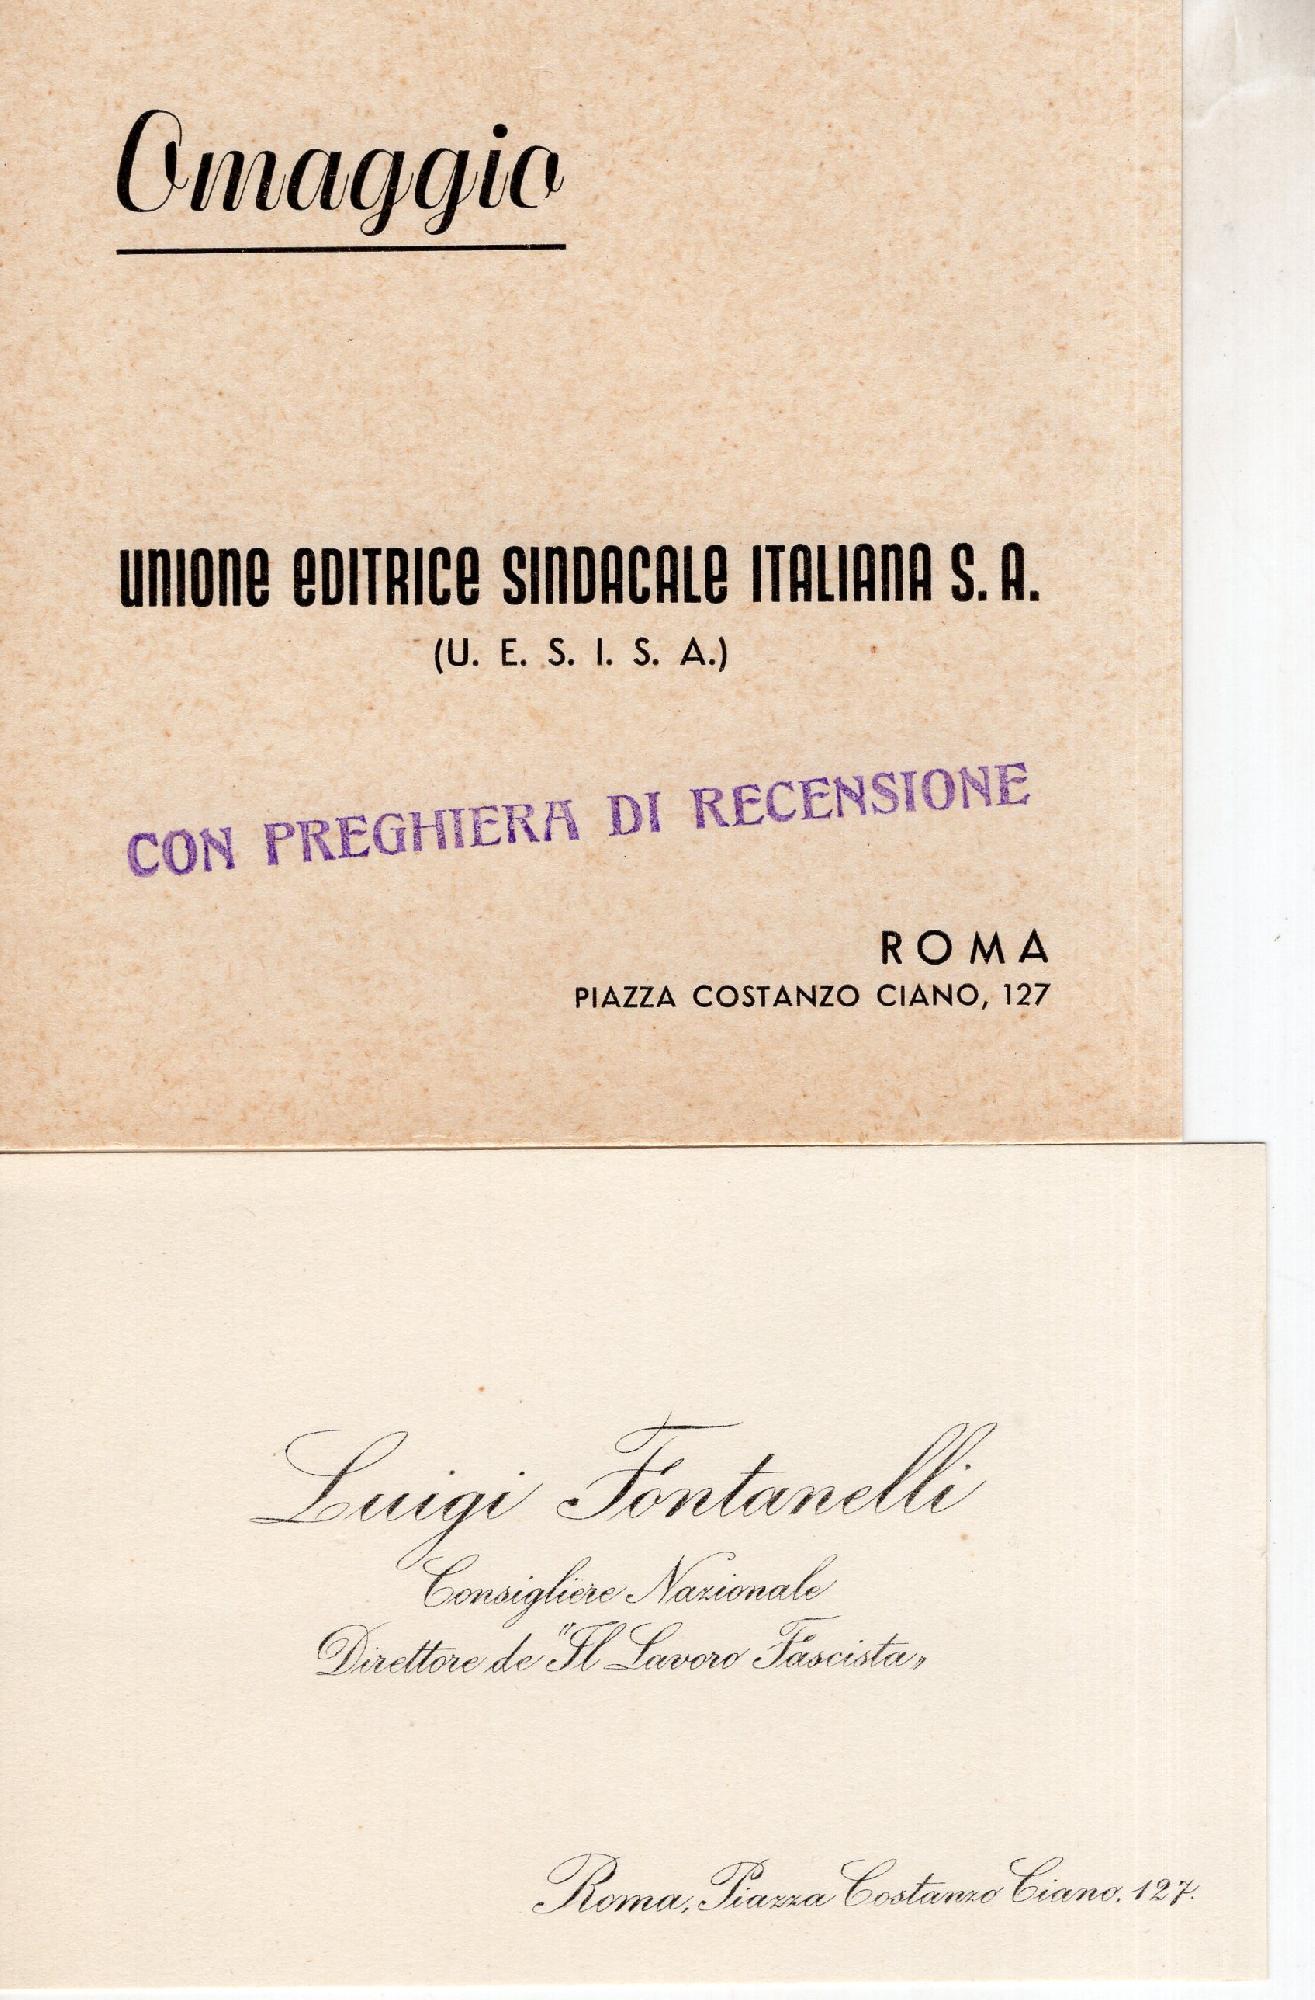 Omaggio
UNIONE EDITRICE SINDACALE ITALIANA S. A.
(U. E. S. I. S. A.)
CON PREGHIERA DI RECENSIONE
ROMA
PIAZZA COSTANZO CIANO, 127
Luigi Fontanelli
Consigliere Nazionale
Direttore de "Il Lavoro Fascista„
Roma, Piazza Costanzo Ciano. 127.